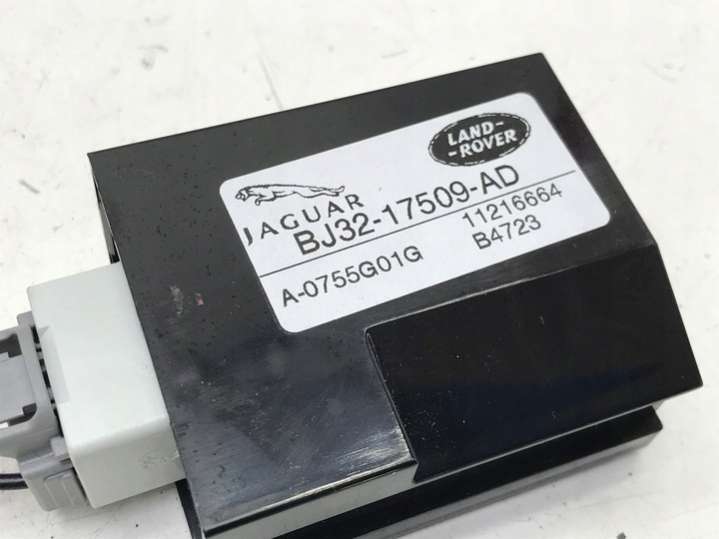 LAND-
-ROVER
JAGUAR
BJ32-17509-AD
A-0755G01G
11216664
B4723